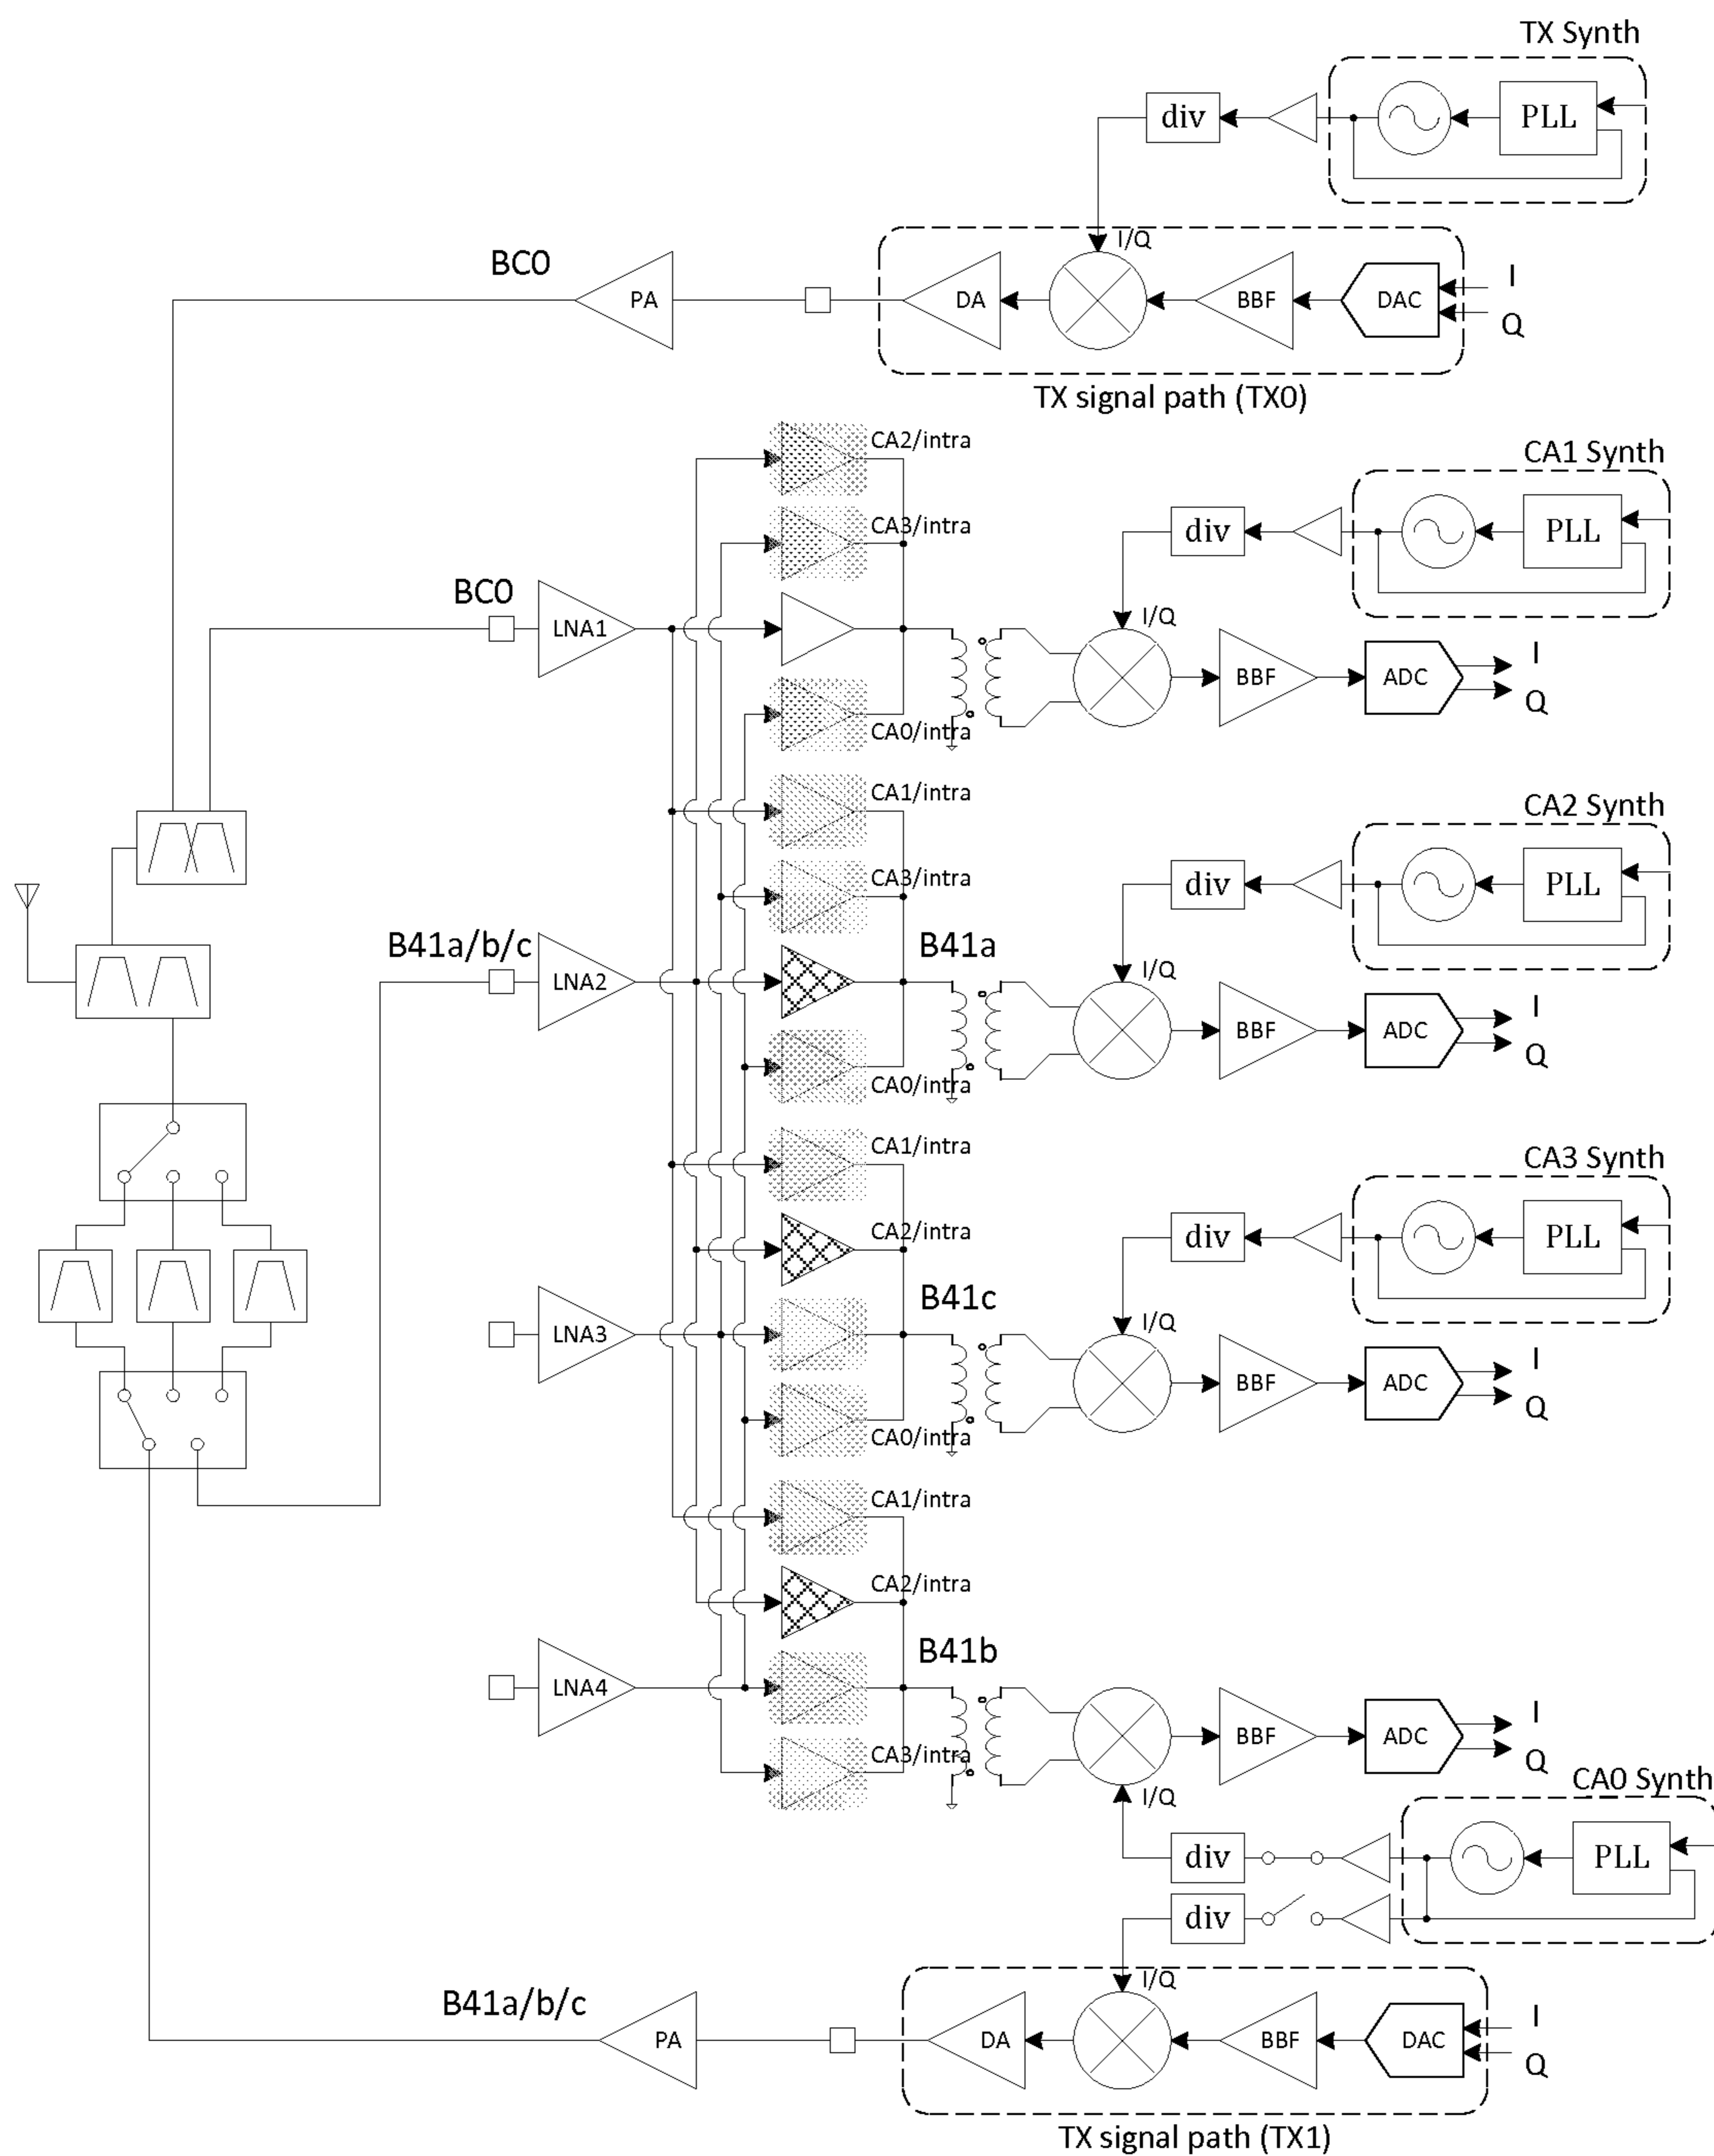 TX Synth
div
PLL
BC0
PA
I/Q
DA
BBF
DAC
I
Q
TX signal path (TX0)
CA2/intra
CA3/intra
CA1 Synth
div
PLL
BC0
LNA1
I/Q
BBF
ADC
I
Q
CA0/intra
CA1/intra
CA3/intra
CA2 Synth
div
PLL
B41a/b/c
LNA2
B41a
I/Q
BBF
ADC
I
Q
CA0/intra
CA1/intra
CA2/intra
CA3 Synth
div
PLL
LNA3
B41c
I/Q
BBF
ADC
I
Q
CA0/intra
CA1/intra
CA2/intra
LNA4
B41b
BBF
ADC
I
Q
CA3/intra
I/Q
CA0 Synth
div
PLL
div
B41a/b/c
PA
I/Q
DA
BBF
DAC
I
Q
TX signal path (TX1)